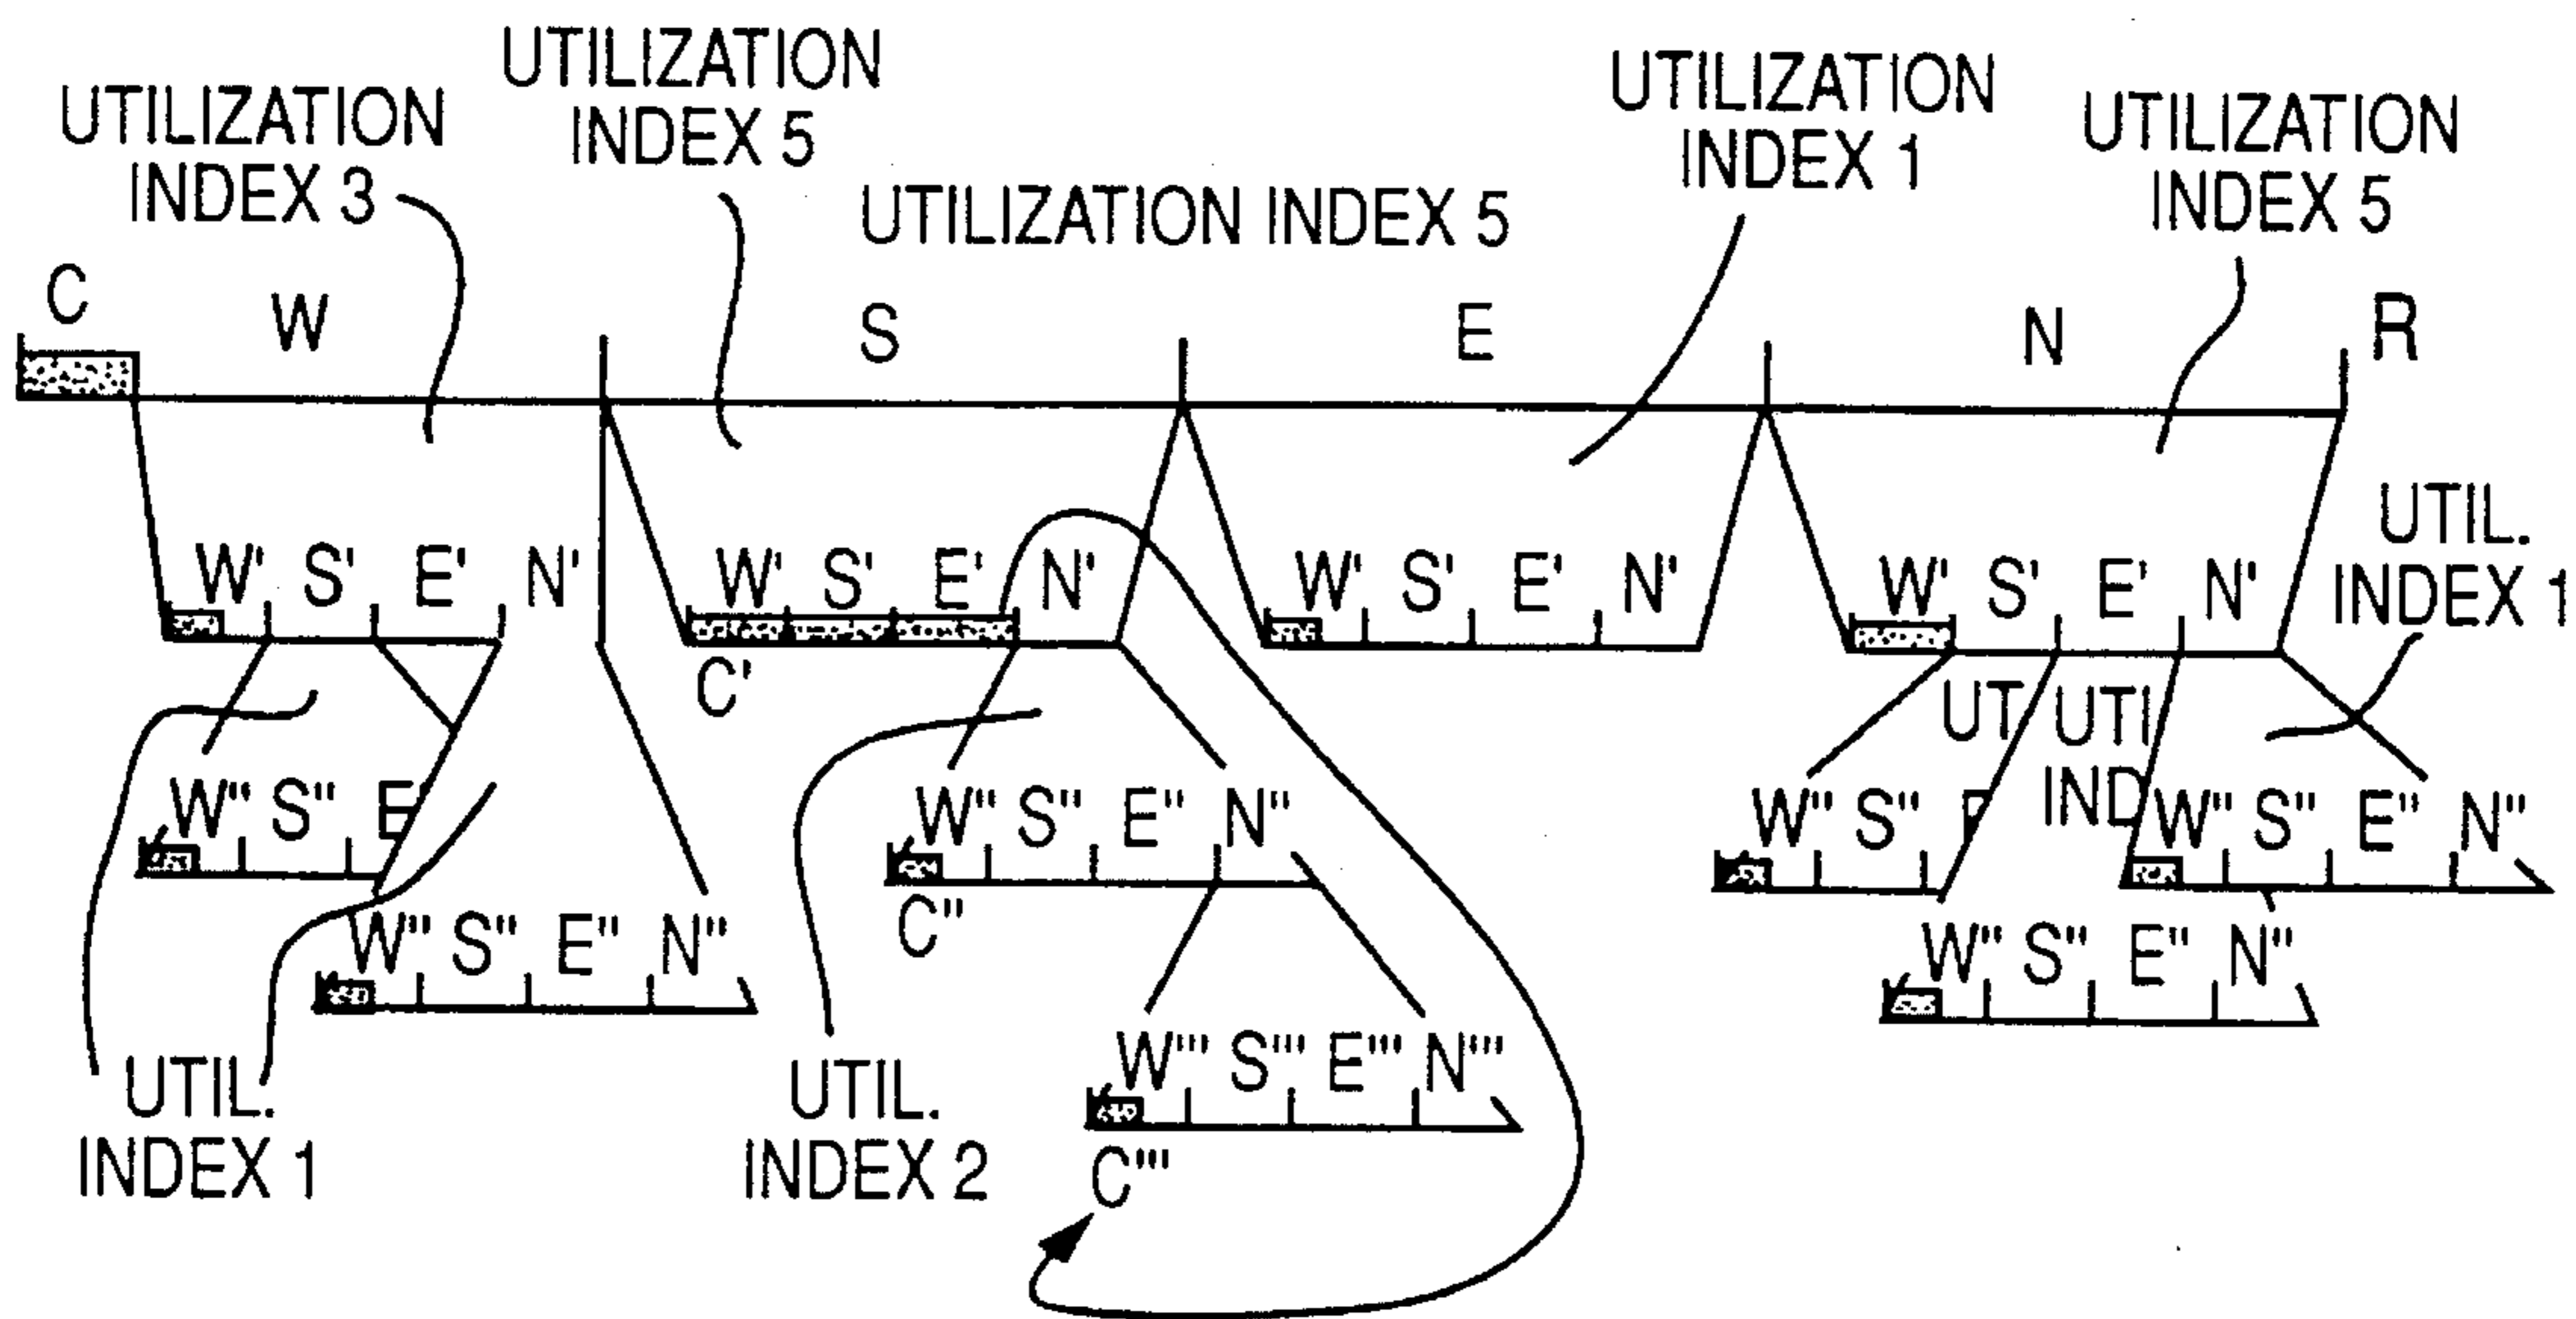 UTILIZATION
INDEX 3
UTILIZATION
INDEX 5
UTILIZATION INDEX 5
UTILIZATION
INDEX 1
UTILIZATION
INDEX 5
C W S E N R
W' S' E' N' W' S' E' N' W' S' E' N' W' S' E' N'
UTIL.
INDEX 1
C'
UT UTI
IND
W" S" E W" S" E" N" W" S" W" S" E" N"
C"
W" S" E" N" W" S" E" N"
W''' S''' E''' N'''
C'''
UTIL.
INDEX 1
UTIL.
INDEX 2